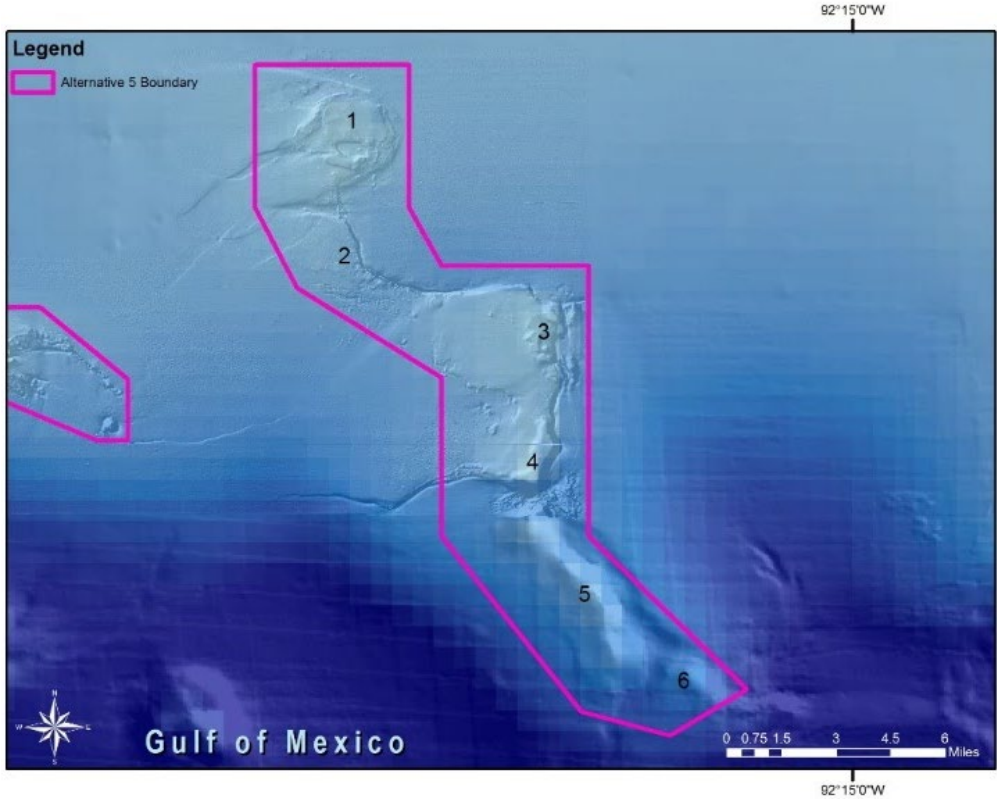 92°15'0"W
Legend
Alternative 5 Boundary
1
2
3
4
5
6
N
W E
S
Gulf of Mexico
0 0.75 1.5 3 4.5 6
Miles
92°15'0"W